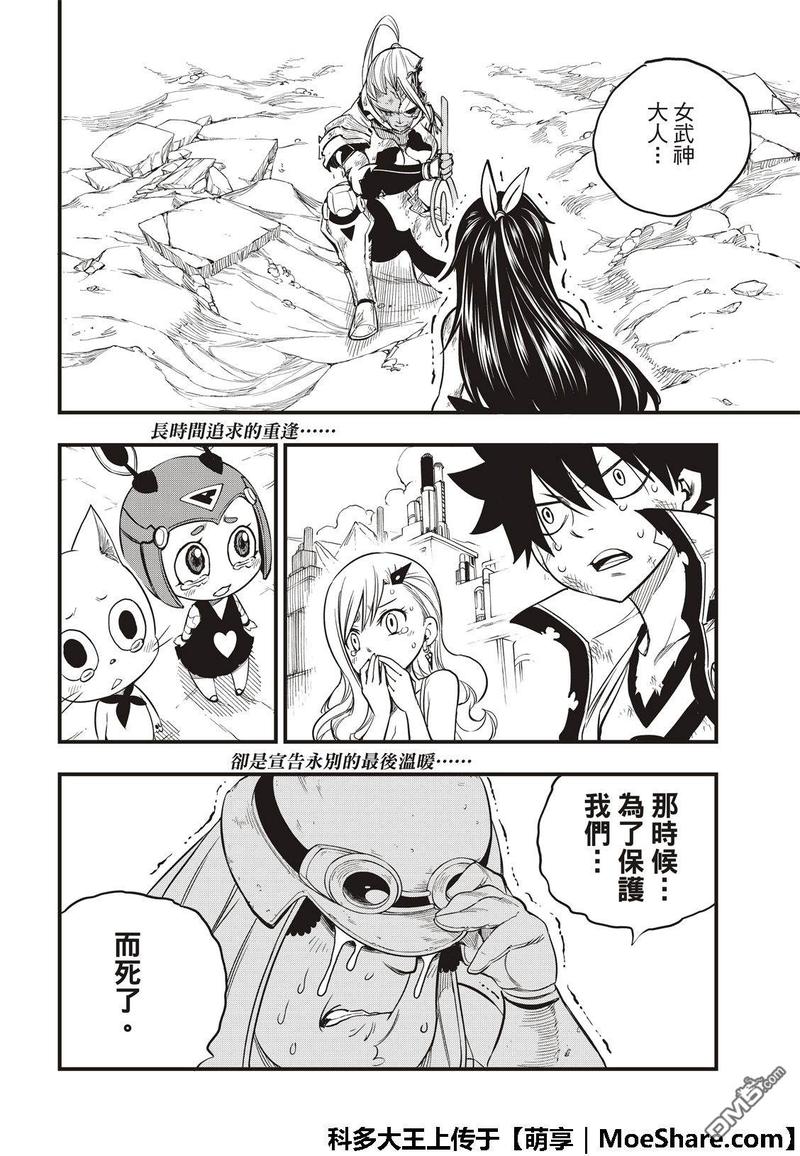 女武神
大人…
長時間追求的重逢……
卻是宣告永別的最後溫暖……
那時候…
為了保護
我們…
而死了。
DM5.com
科多大王上传于【萌享｜MoeShare.com】